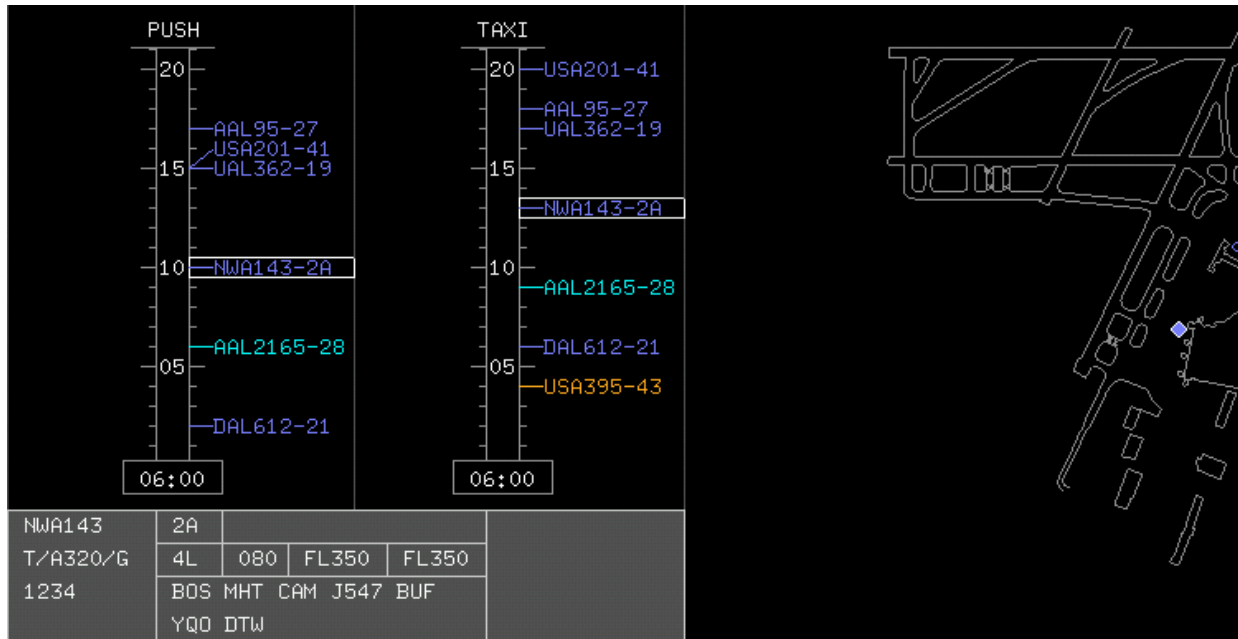 PUSH
20
AAL95-27
USA201-41
15
UAL362-19
10
NWA143-2A
AAL2165-28
05
DAL612-21
06:00
TAXI
20
USA201-41
AAL95-27
UAL362-19
15
NWA143-2A
10
AAL2165-28
DAL612-21
05
USA395-43
06:00
NWA143
2A
T/A320/G
4L 080 FL350 FL350
1234
BOS MHT CAM J547 BUF
YQO DTW